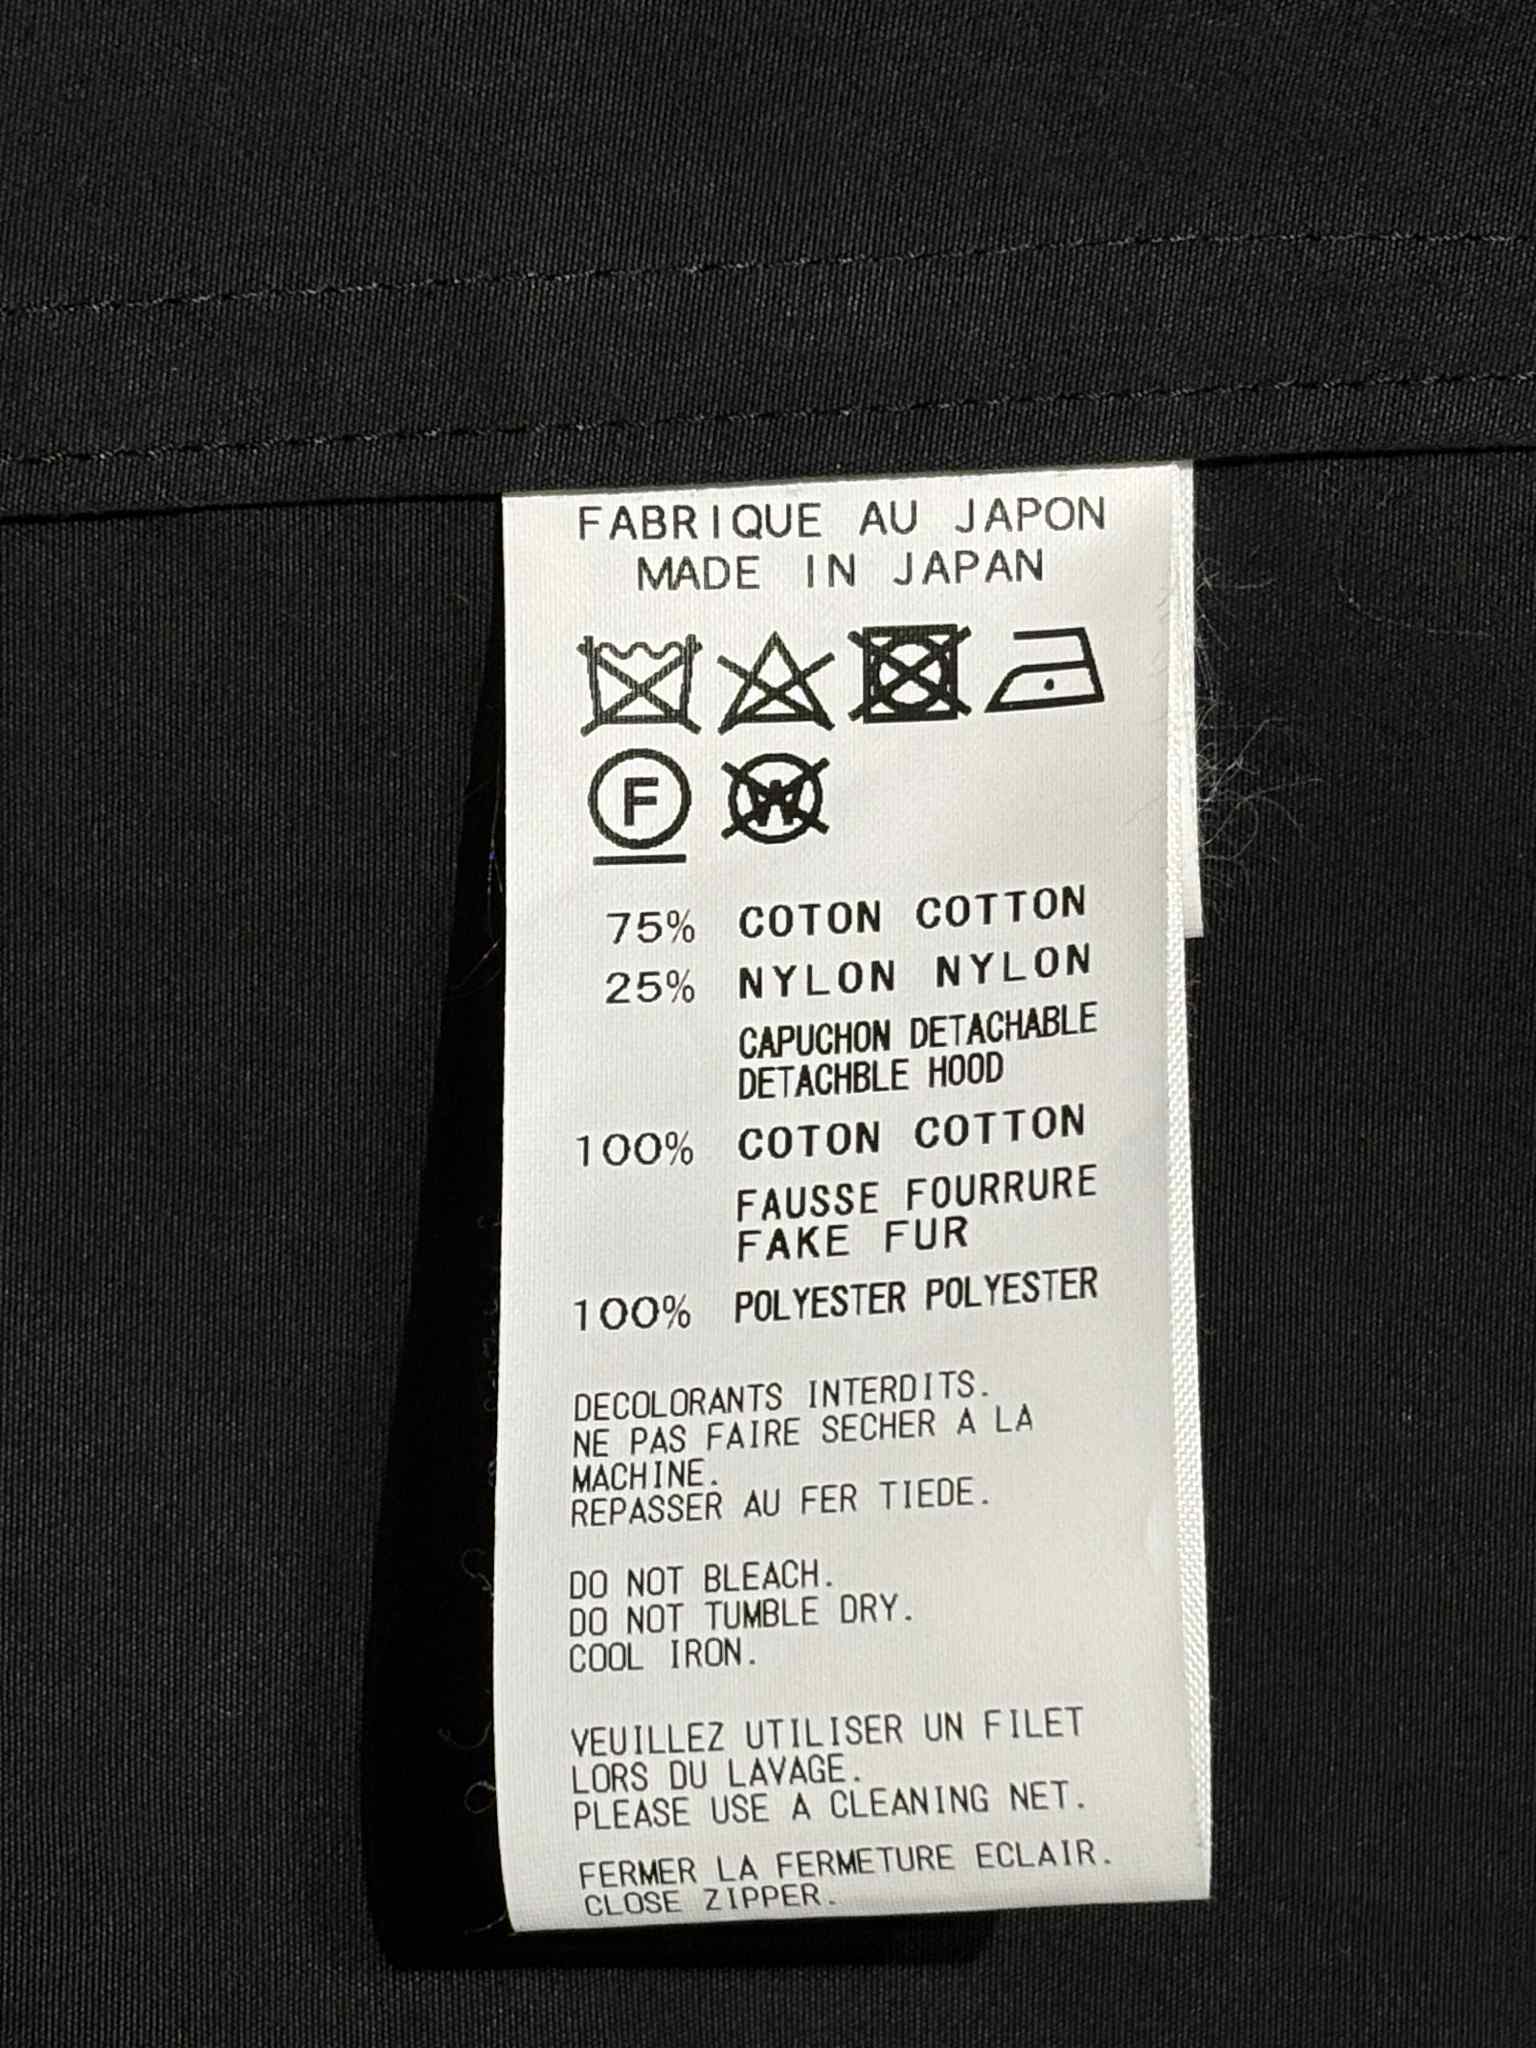 FABRIQUE AU JAPON
MADE IN JAPAN
F W
75% COTON COTTON
25% NYLON NYLON
CAPUCHON DETACHABLE
DETACHBLE HOOD
100% COTON COTTON
FAUSSE FOURRURE
FAKE FUR
100% POLYESTER POLYESTER
DECOLORANTS INTERDITS.
NE PAS FAIRE SECHER A LA
MACHINE.
REPASSER AU FER TIEDE.
DO NOT BLEACH.
DO NOT TUMBLE DRY.
COOL IRON.
VEUILLEZ UTILISER UN FILET
LORS DU LAVAGE.
PLEASE USE A CLEANING NET.
FERMER LA FERMETURE ECLAIR.
CLOSE ZIPPER.